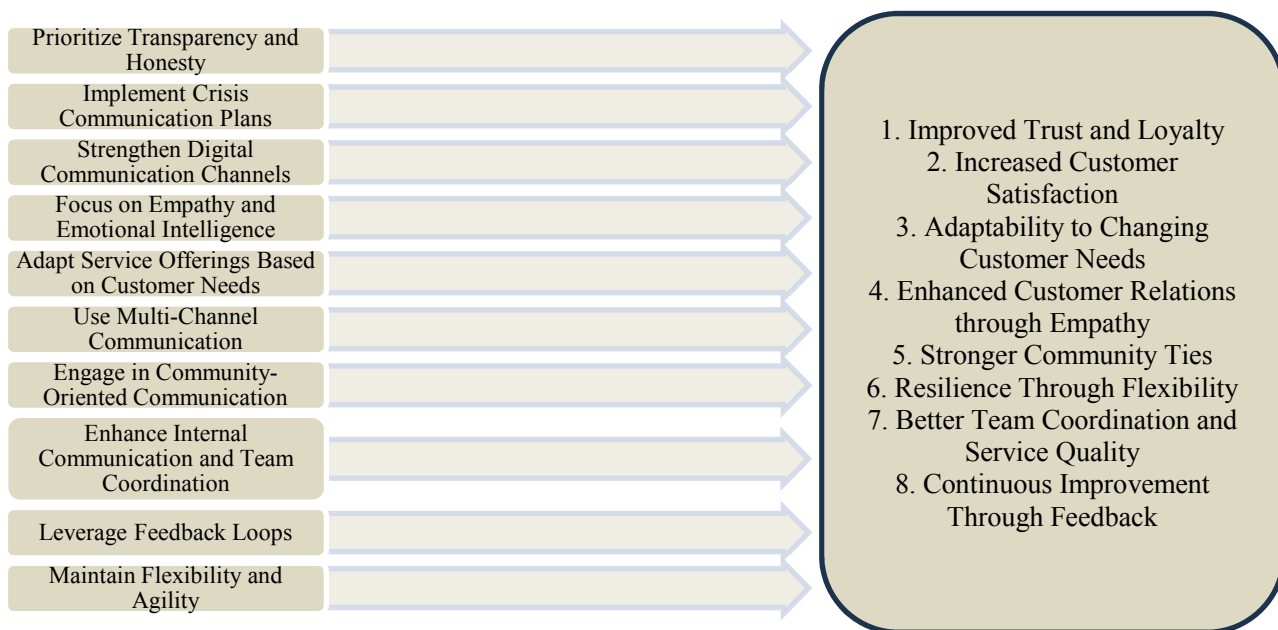 Prioritize Transparency and
Honesty
Implement Crisis
Communication Plans
Strengthen Digital
Communication Channels
Focus on Empathy and
Emotional Intelligence
Adapt Service Offerings Based
on Customer Needs
Use Multi-Channel
Communication
Engage in Community-
Oriented Communication
Enhance Internal
Communication and Team
Coordination
Leverage Feedback Loops
Maintain Flexibility and
Agility
1. Improved Trust and Loyalty
2. Increased Customer
Satisfaction
3. Adaptability to Changing
Customer Needs
4. Enhanced Customer Relations
through Empathy
5. Stronger Community Ties
6. Resilience Through Flexibility
7. Better Team Coordination and
Service Quality
8. Continuous Improvement
Through Feedback